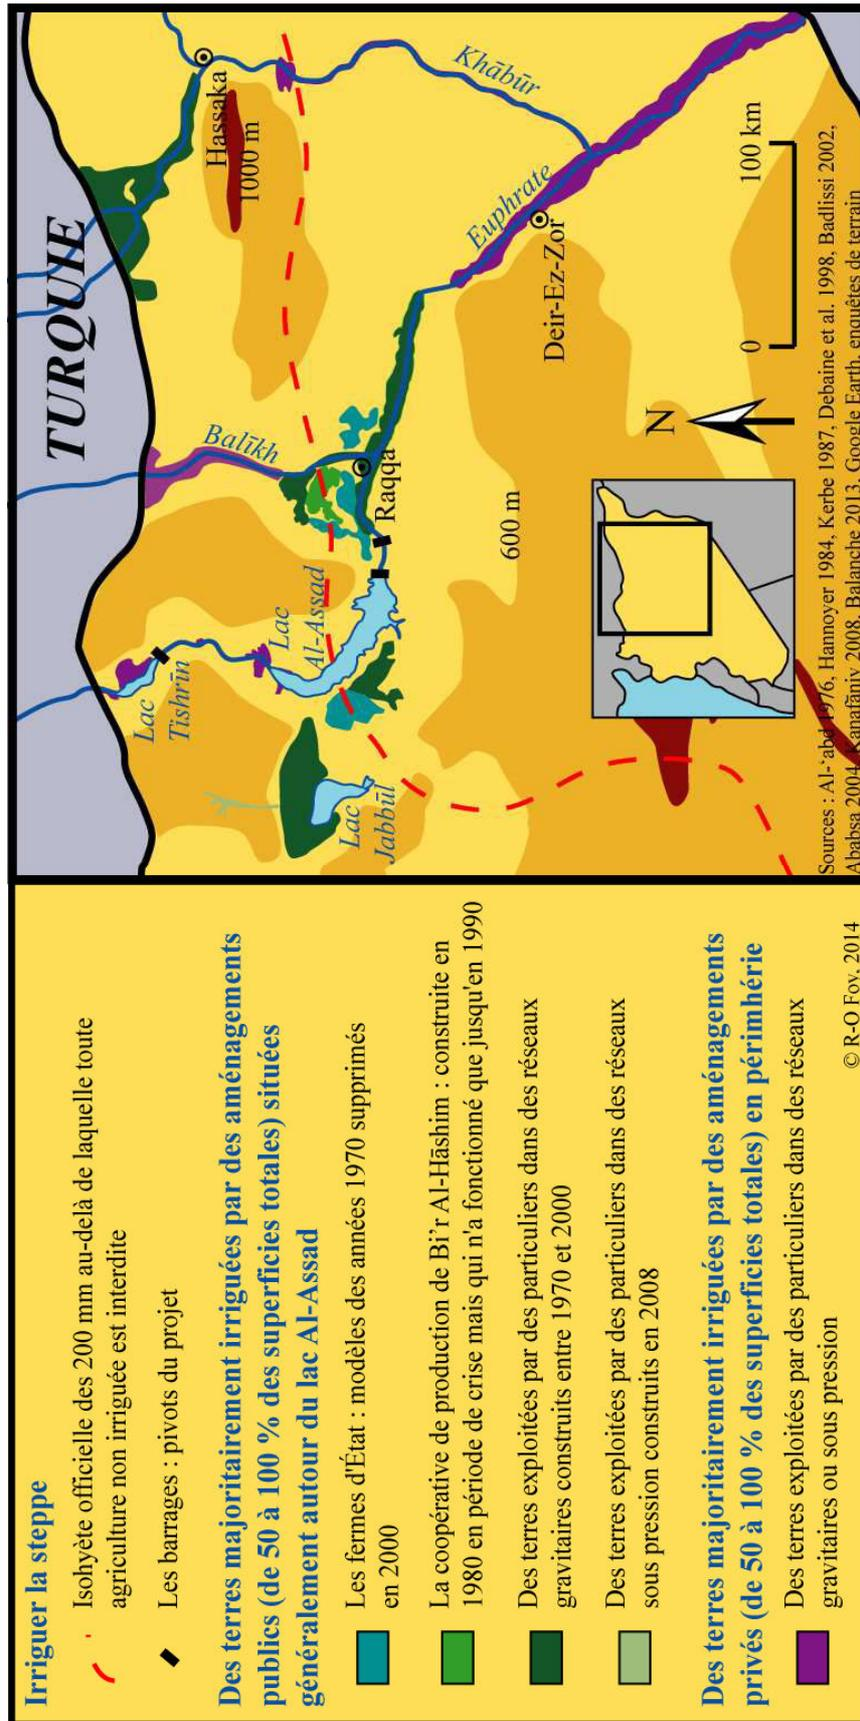 Irriguer la steppe
Isohyète officielle des 200 mm au-delà de laquelle toute
agriculture non irriguée est interdite
Les barrages : pivots du projet
Des terres majoritairement irriguées par des aménagements
publics (de 50 à 100 % des superficies totales) situées
généralement autour du lac Al-Assad
Les fermes d'État : modèles des années 1970 supprimés
en 2000
La coopérative de production de Bi’r Al-Hāshim : construite en
1980 en période de crise mais qui n'a fonctionné que jusqu'en 1990
Des terres exploitées par des particuliers dans des réseaux
gravitaires construits entre 1970 et 2000
Des terres exploitées par des particuliers dans des réseaux
sous pression construits en 2008
Des terres majoritairement irriguées par des aménagements
privés (de 50 à 100 % des superficies totales) en périphérie
Des terres exploitées par des particuliers dans des réseaux
gravitaires ou sous pression
© R-O Foy, 2014
TURQUIE
Lac
Tishrīn
Balīkh
Hassaka
1000 m
Khābūr
Lac
Al-Assad
Raqqa
Lac
Jabbūl
Euphrate
Deir-Ez-Zor
600 m
N
0
100 km
Sources : Al-‘abd 1976, Hannoyer 1984, Kerbe 1987, Debaine et al. 1998, Badlissi 2002,
Ababsa 2004, Kanafāniy 2008, Balanche 2013, Google Earth, enquêtes de terrain